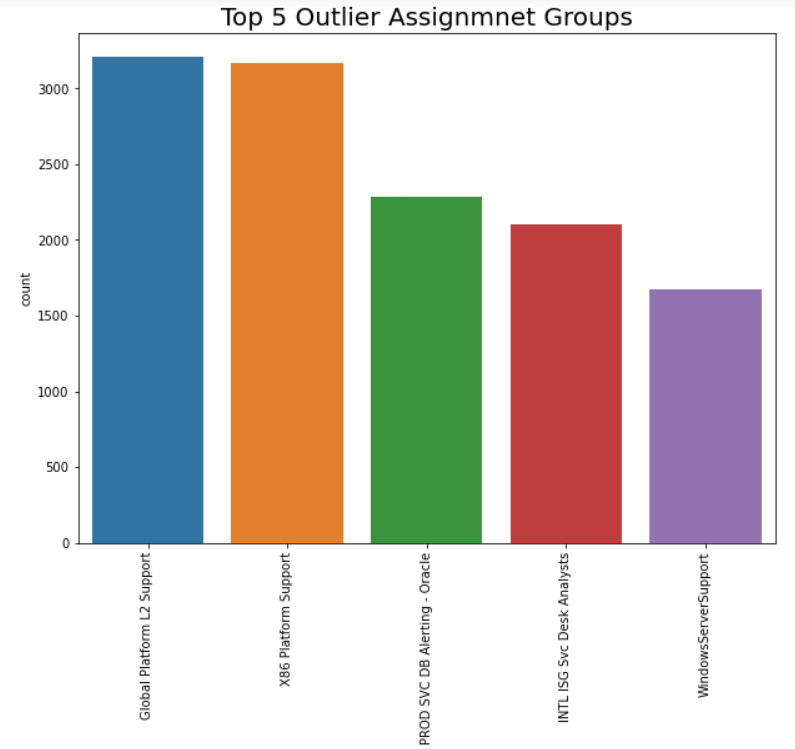 Top 5 Outlier Assignmnet Groups
count
3000
2500
2000
1500
1000
500
0
Global Platform L2 Support
X86 Platform Support
PROD SVC DB Alerting - Oracle
INTL ISG Svc Desk Analysts
WindowsServerSupport